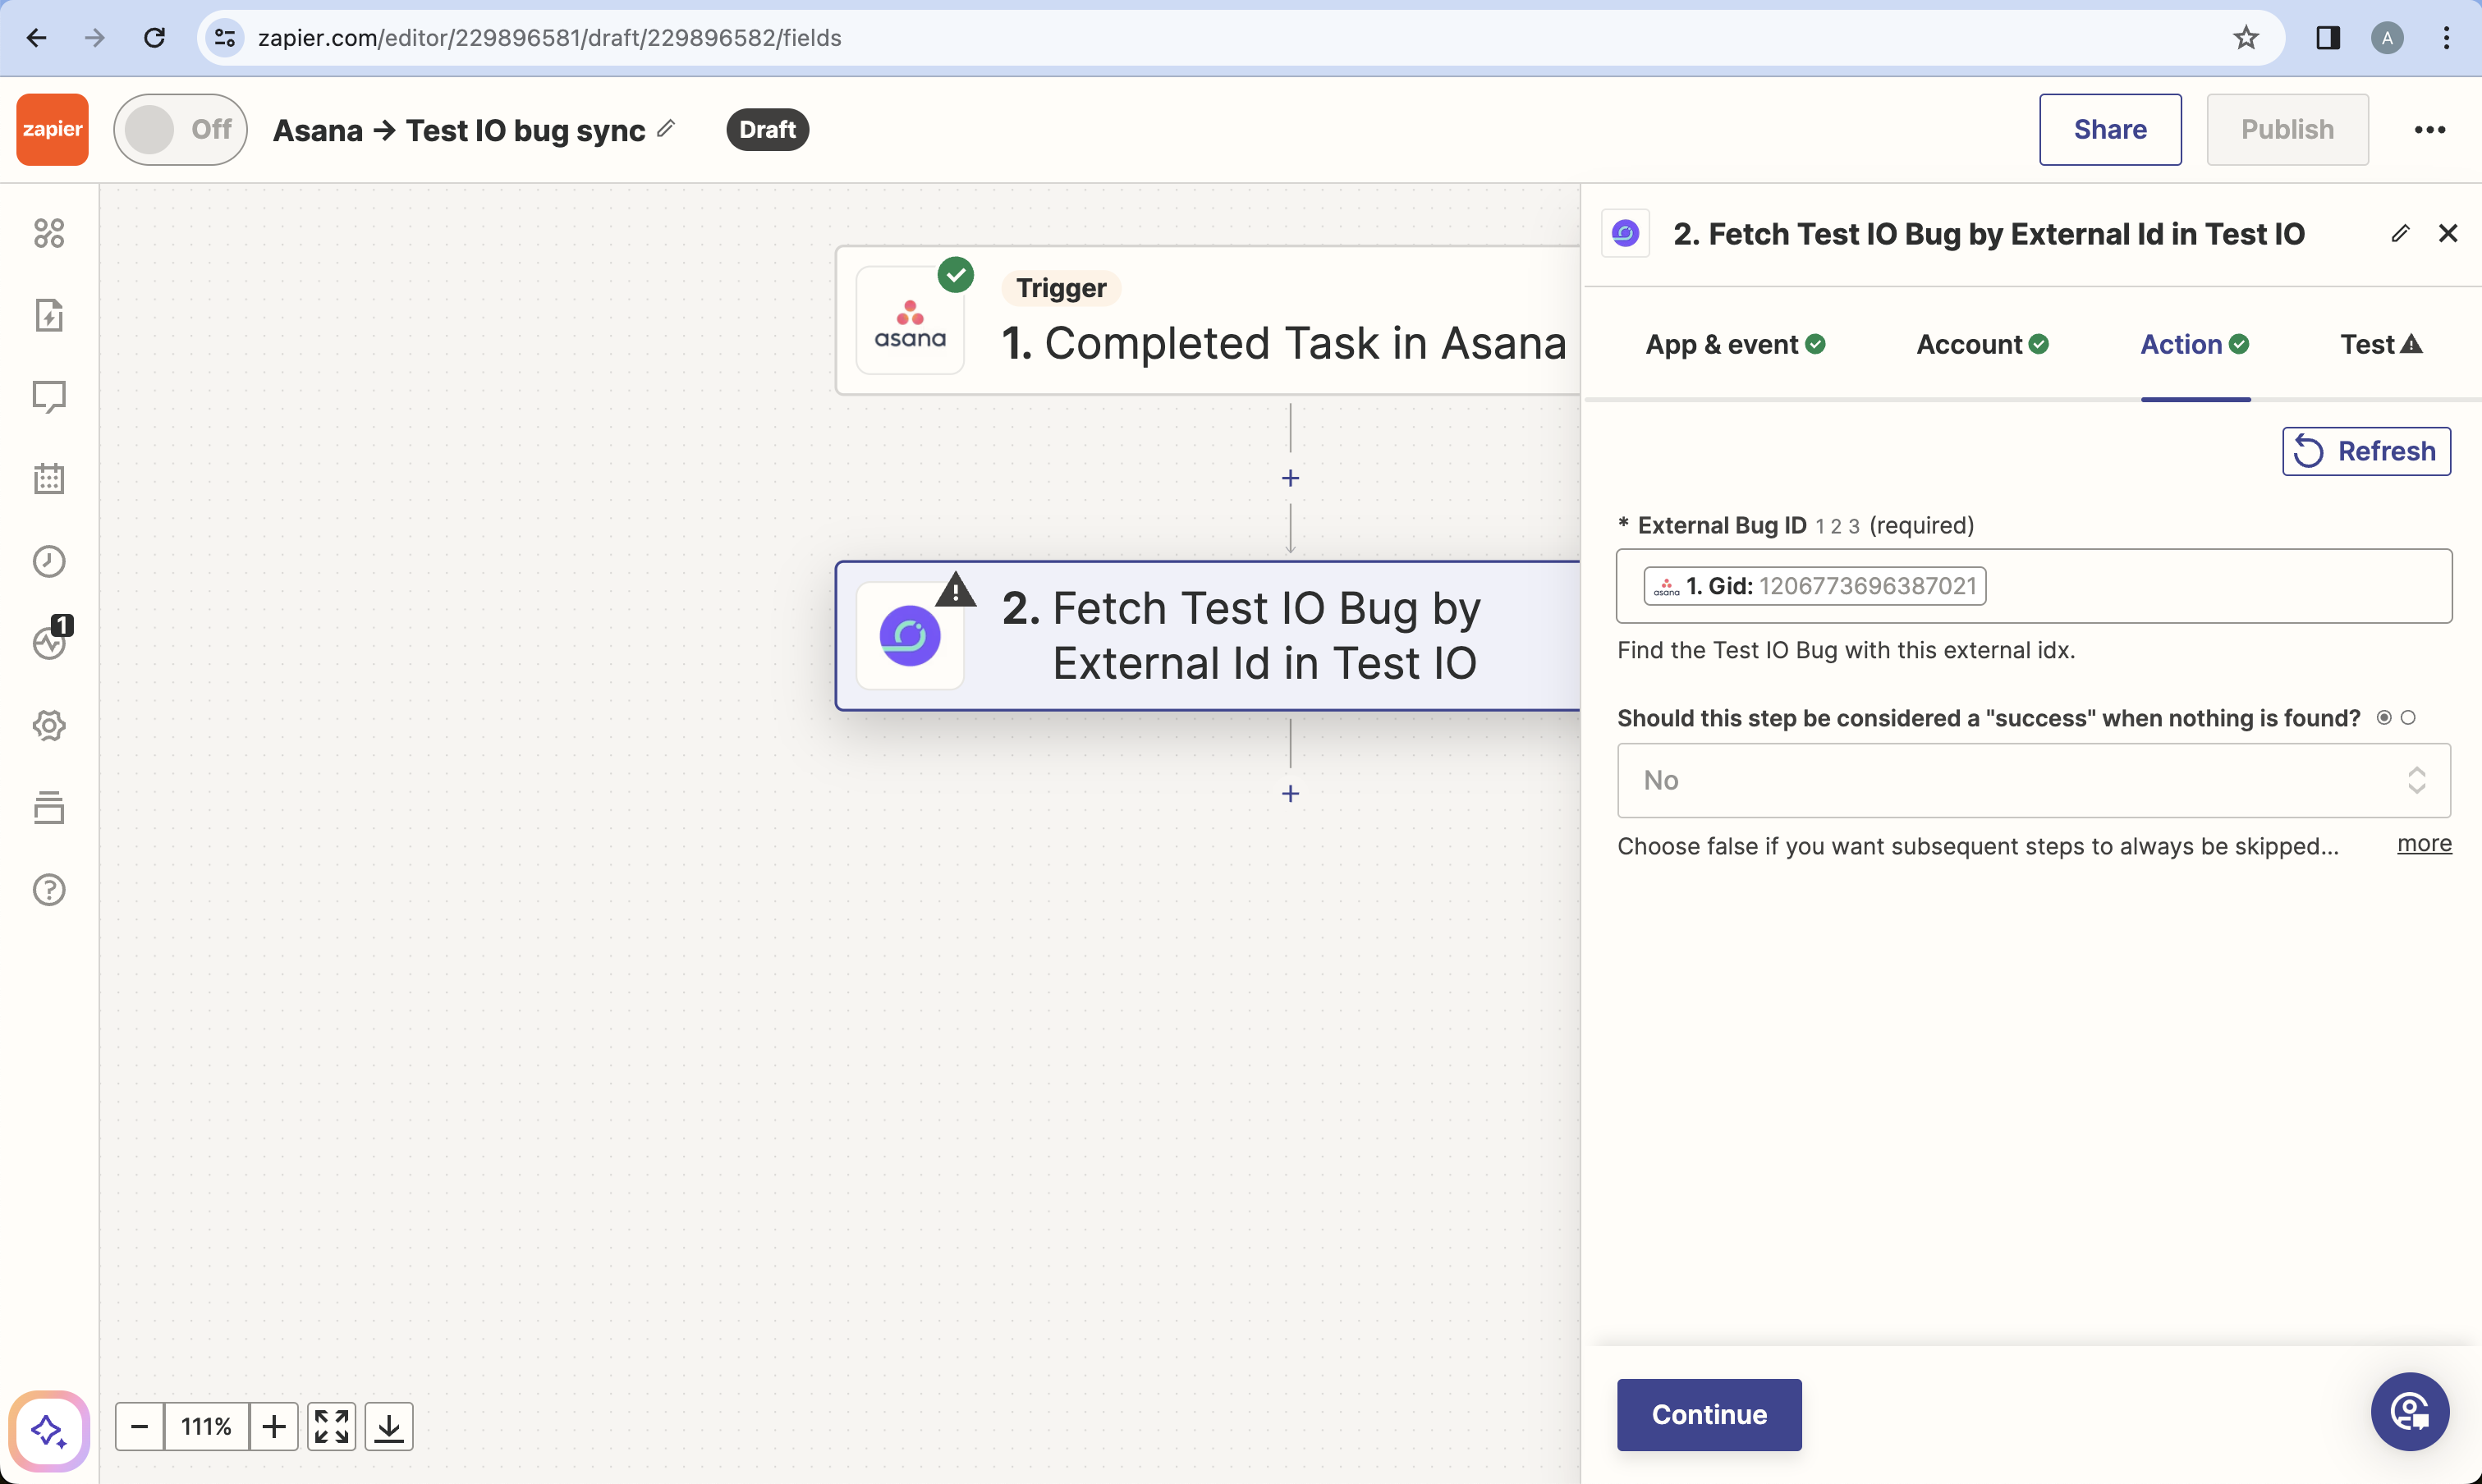 zapier.com/editor/229896581/draft/229896582/fields
A
zapier
Off
Asana → Test IO bug sync
Draft
Share
Publish
Trigger
asana
1. Completed Task in Asana
2. Fetch Test IO Bug by
External Id in Test IO
1
111%
2. Fetch Test IO Bug by External Id in Test IO
App & event
Account
Action
Test
Refresh
* External Bug ID 1 2 3 (required)
asana 1. Gid: 1206773696387021
Find the Test IO Bug with this external idx.
Should this step be considered a "success" when nothing is found?
No
Choose false if you want subsequent steps to always be skipped... more
Continue